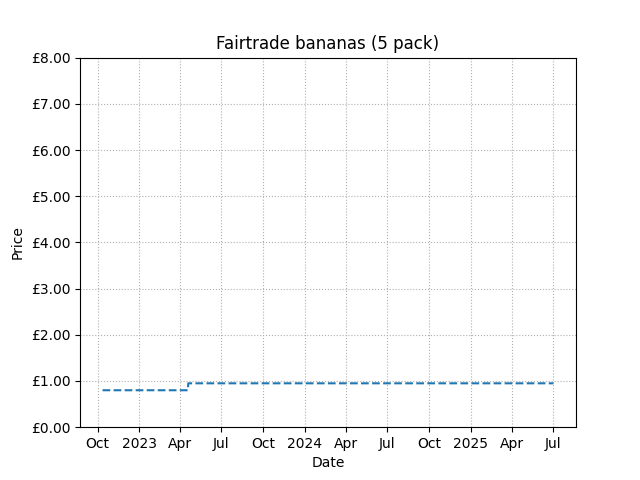 Fairtrade bananas (5 pack)
£8.00
£7.00
£6.00
£5.00
£4.00
£3.00
£2.00
£1.00
£0.00
Price
Oct 2023 Apr Jul Oct 2024 Apr Jul Oct 2025 Apr Jul
Date